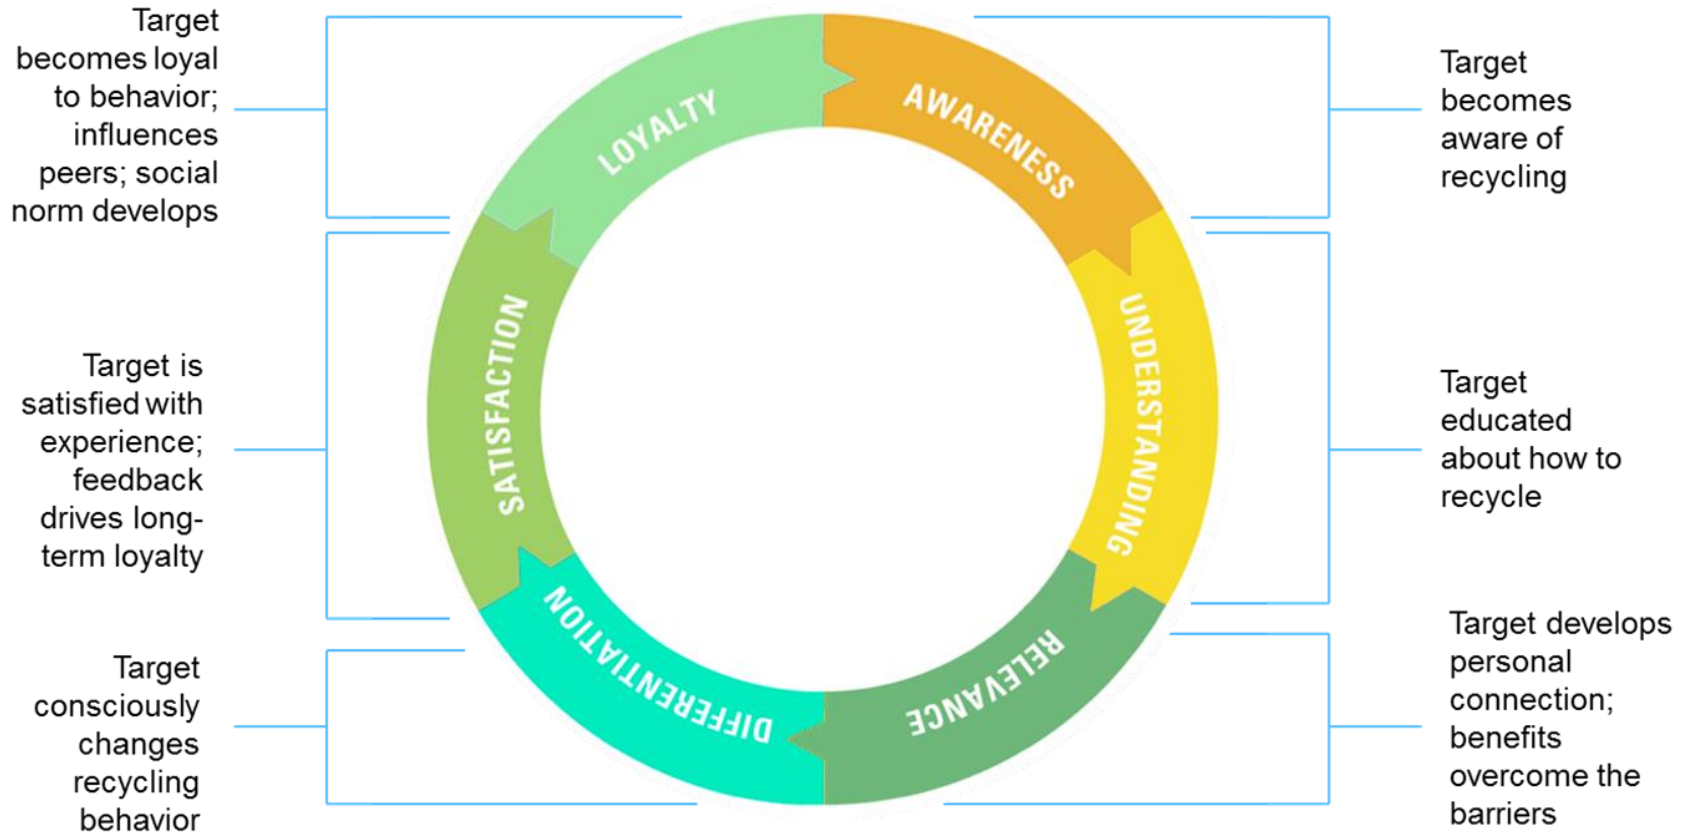 Target
becomes loyal
to behavior;
influences
peers; social
norm develops
LOYALTY
AWARENESS
Target
becomes
aware of
recycling
Target is
satisfied with
experience;
feedback
drives long-
term loyalty
SATISFACTION
UNDERSTANDING
Target
educated
about how to
recycle
Target
consciously
changes
recycling
behavior
DIFFERENTIATION
RELEVANCE
Target develops
personal
connection;
benefits
overcome the
barriers